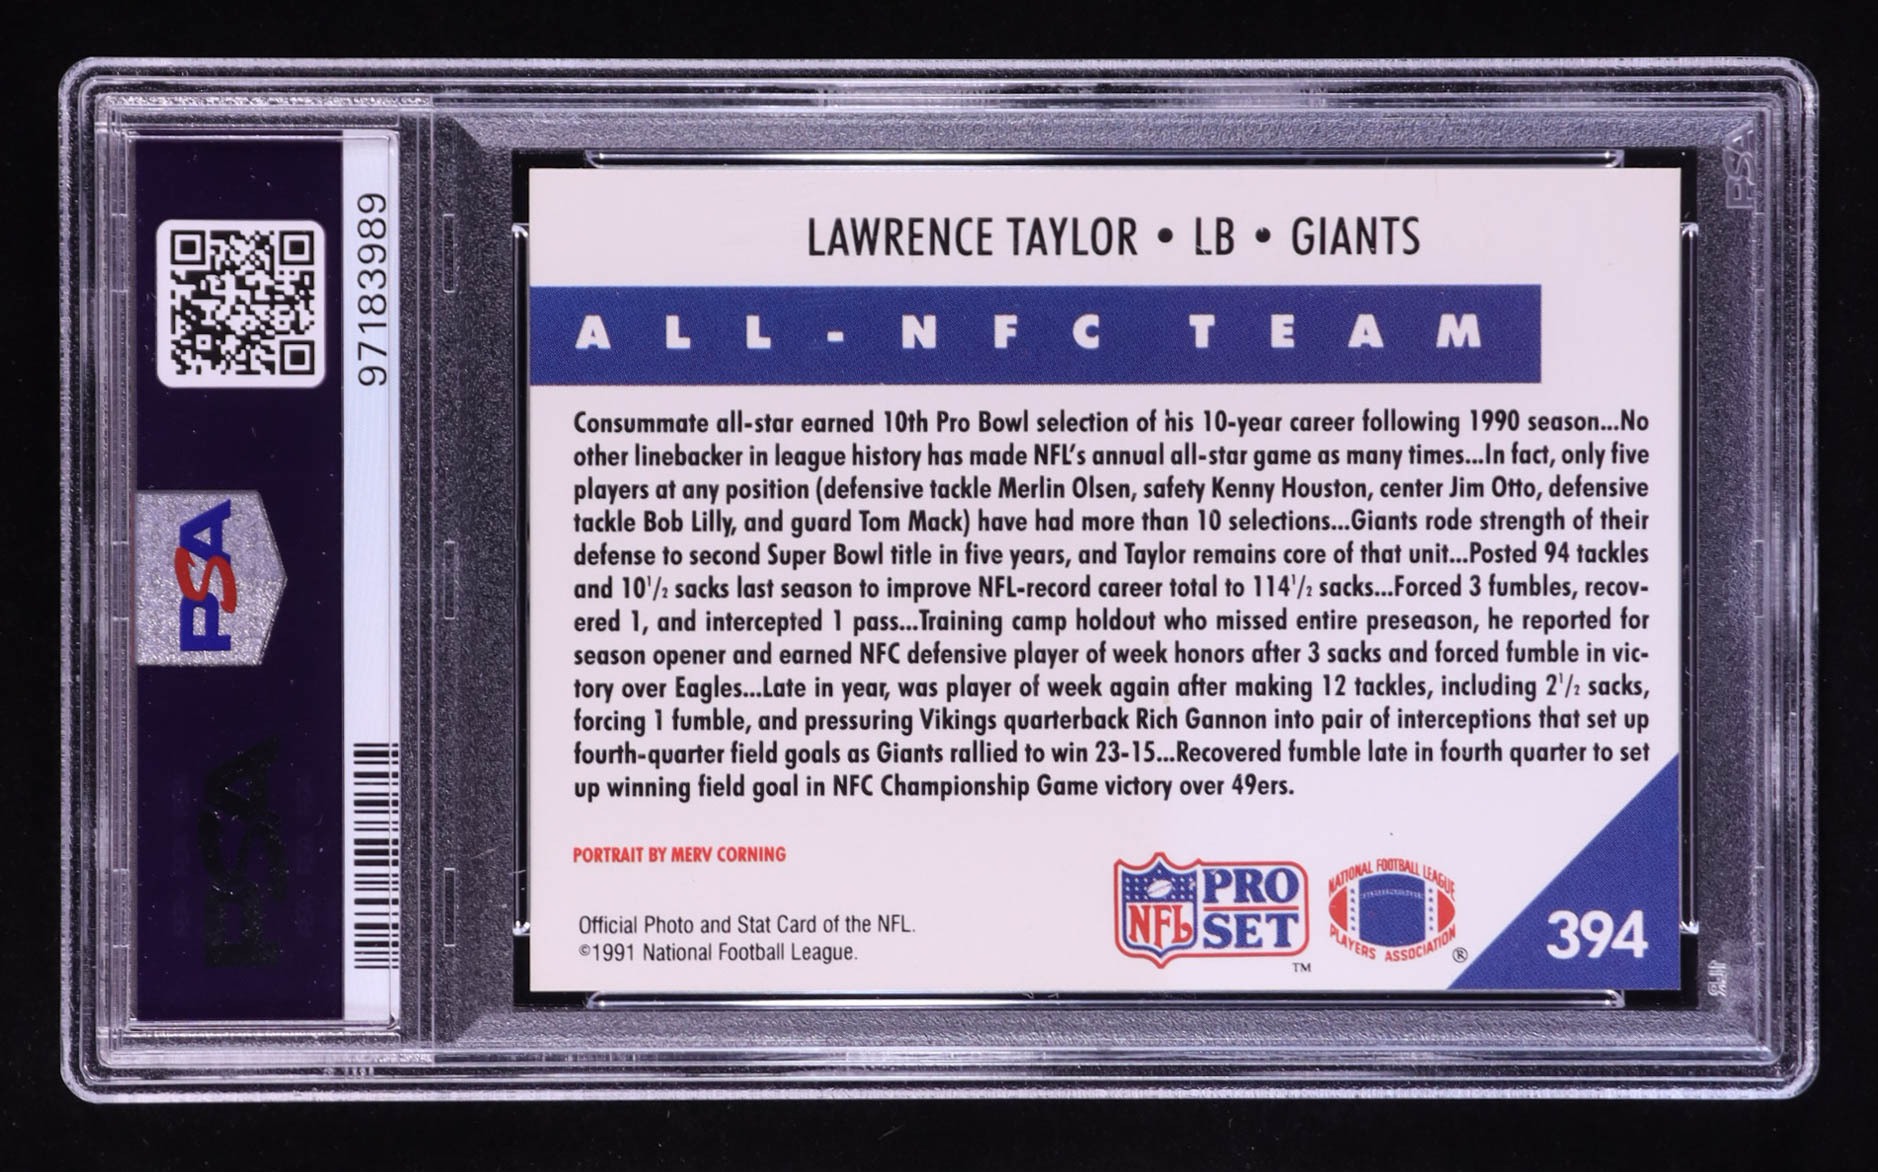 LAWRENCE TAYLOR • LB • GIANTS
ALL-NFC TEAM
Consummate all-star earned 10th Pro Bowl selection of his 10-year career following 1990 season...No
other linebacker in league history has made NFL's annual all-star game as many times...In fact, only five
players at any position (defensive tackle Merlin Olsen, safety Kenny Houston, center Jim Otto, defensive
tackle Bob Lilly, and guard Tom Mack) have had more than 10 selections...Giants rode strength of their
defense to second Super Bowl title in five years, and Taylor remains core of that unit...Posted 94 tackles
and 10 1/2 sacks last season to improve NFL-record career total to 114 1/2 sacks...Forced 3 fumbles, recov-
ered 1, and intercepted 1 pass...Training camp holdout who missed entire preseason, he reported for
season opener and earned NFC defensive player of week honors after 3 sacks and forced fumble in vic-
tory over Eagles...Late in year, was player of week again after making 12 tackles, including 2 1/2 sacks,
forcing 1 fumble, and pressuring Vikings quarterback Rich Gannon into pair of interceptions that set up
fourth-quarter field goals as Giants rallied to win 23-15...Recovered fumble late in fourth quarter to set
up winning field goal in NFC Championship Game victory over 49ers.
PORTRAIT BY MERV CORNING
Official Photo and Stat Card of the NFL.
©1991 National Football League.
NFL PRO SET ™
NATIONAL FOOTBALL LEAGUE
PLAYERS ASSOCIATION ®
394
97183989
PSA
PSA
PSA